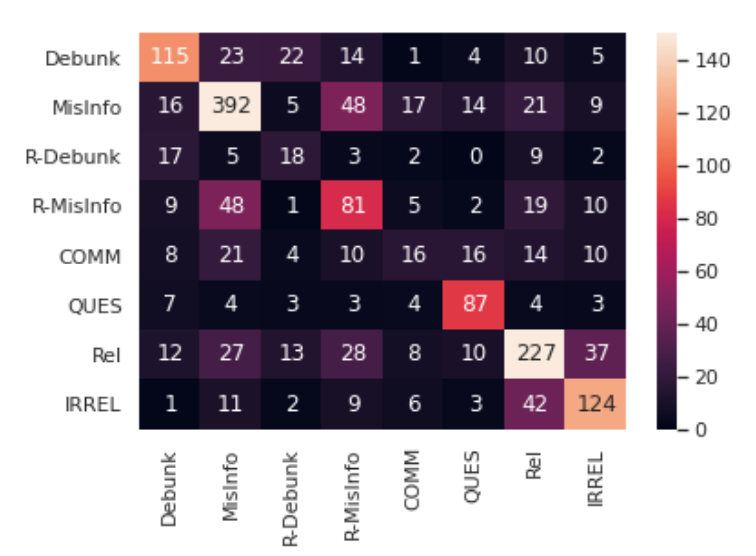 Debunk 115 23 22 14 1 4 10 5
MisInfo 16 392 5 48 17 14 21 9
R-Debunk 17 5 18 3 2 0 9 2
R-MisInfo 9 48 1 81 5 2 19 10
COMM 8 21 4 10 16 16 14 10
QUES 7 4 3 3 4 87 4 3
Rel 12 27 13 28 8 10 227 37
IRREL 1 11 2 9 6 3 42 124
Debunk MisInfo R-Debunk R-MisInfo COMM QUES Rel IRREL
140
120
100
80
60
40
20
0